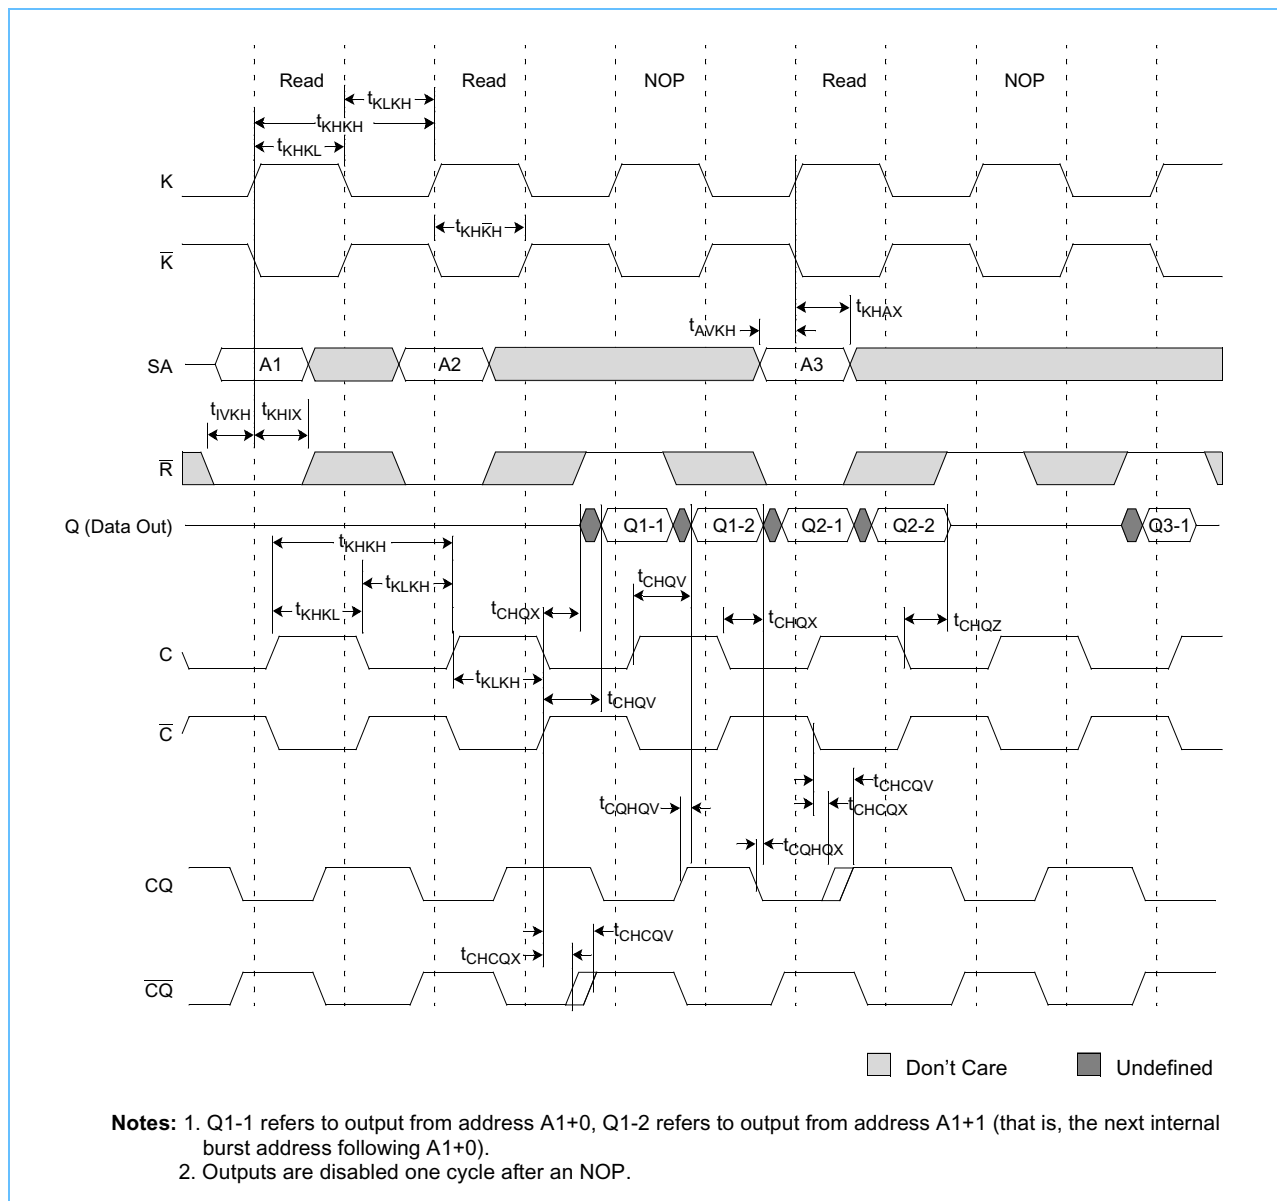 Read Read NOP Read NOP
tKLKH
tKHKH
tKHKL
K
tKHK̅H
K̅
tKHAX
tAVKH
SA A1 A2 A3
tIVKH tKHIX
R̅
Q (Data Out) Q1-1 Q1-2 Q2-1 Q2-2 Q3-1
tKHKH
tKLKH tCHQV
tKHKL tCHQX tCHQX tCHQZ
C
tKLKH
tCHQV
C̅
tCHCQV
tCQHQV tCHCQX
tCQHQX
CQ
tCHCQV
tCHCQX
C̅Q̅
Don't Care Undefined
Notes: 1. Q1-1 refers to output from address A1+0, Q1-2 refers to output from address A1+1 (that is, the next internal
burst address following A1+0).
2. Outputs are disabled one cycle after an NOP.